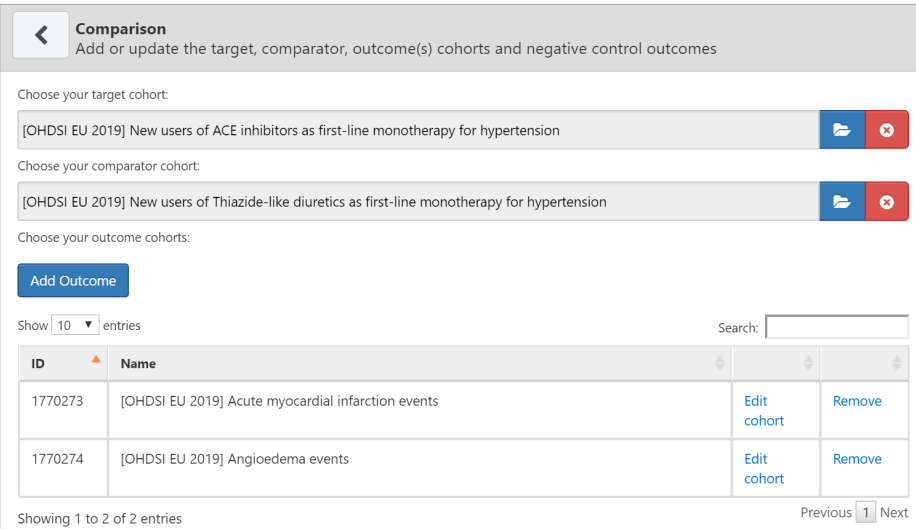 Comparison
Add or update the target, comparator, outcome(s) cohorts and negative control outcomes
Choose your target cohort:
[OHDSI EU 2019] New users of ACE inhibitors as first-line monotherapy for hypertension
Choose your comparator cohort:
[OHDSI EU 2019] New users of Thiazide-like diuretics as first-line monotherapy for hypertension
Choose your outcome cohorts:
Add Outcome
Show 10 entries Search:
ID Name
1770273 [OHDSI EU 2019] Acute myocardial infarction events Edit cohort Remove
1770274 [OHDSI EU 2019] Angioedema events Edit cohort Remove
Showing 1 to 2 of 2 entries Previous 1 Next